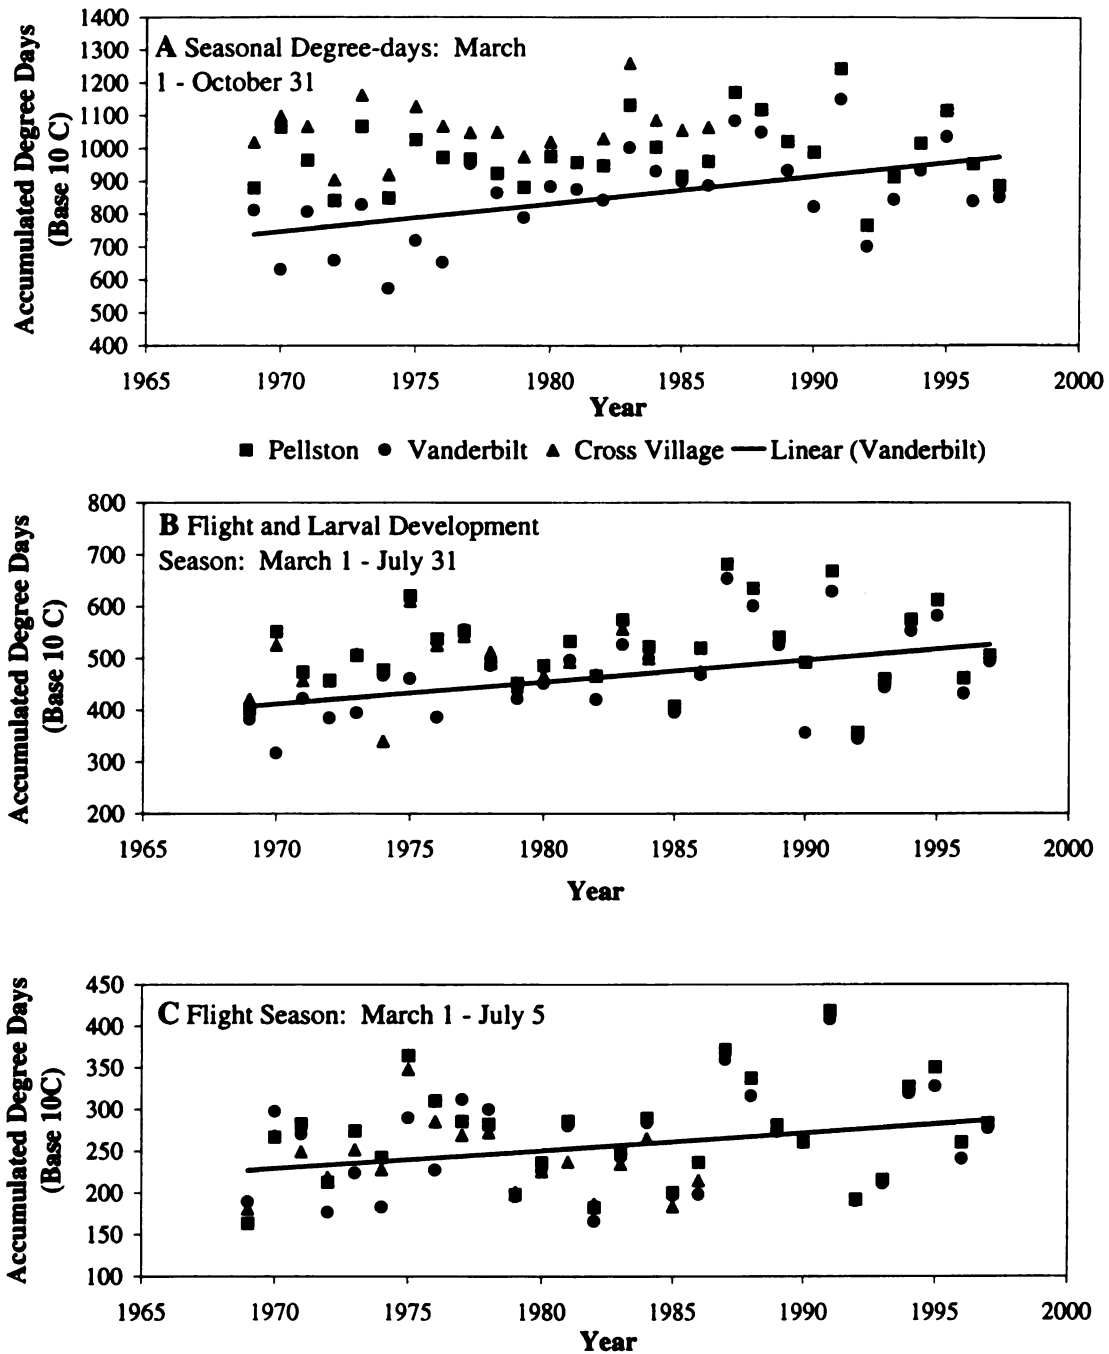 A Seasonal Degree-days: March
1 - October 31
Accumulated Degree Days
(Base 10 C)
1400
1300
1200
1100
1000
900
800
700
600
500
400
1965 1970 1975 1980 1985 1990 1995 2000
Year
Pellston Vanderbilt Cross Village Linear (Vanderbilt)
B Flight and Larval Development
Season: March 1 - July 31
Accumulated Degree Days
(Base 10 C)
800
700
600
500
400
300
200
1965 1970 1975 1980 1985 1990 1995 2000
Year
C Flight Season: March 1 - July 5
Accumulated Degree Days
(Base 10C)
450
400
350
300
250
200
150
100
1965 1970 1975 1980 1985 1990 1995 2000
Year